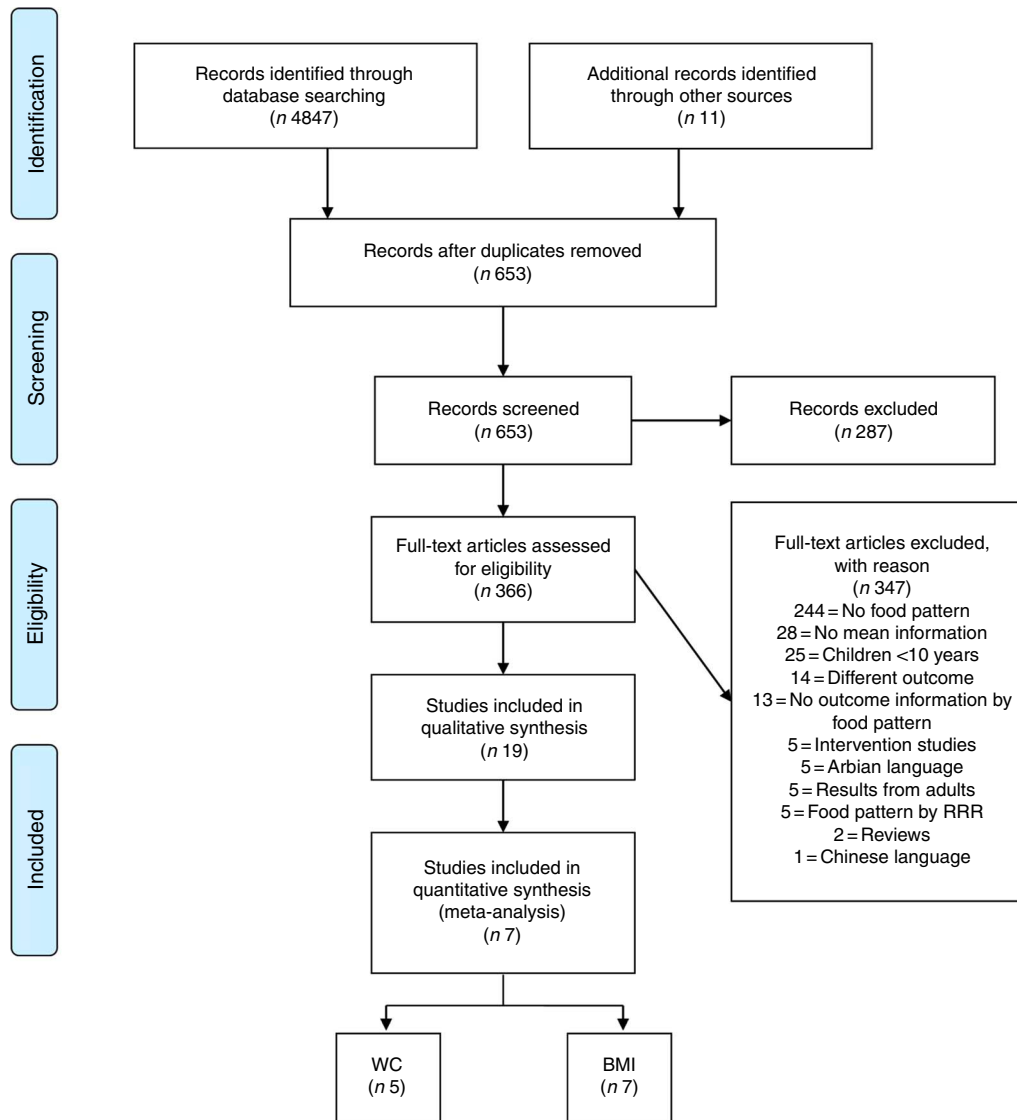 Identification
Records identified through
database searching
(n 4847)
Additional records identified
through other sources
(n 11)
Records after duplicates removed
(n 653)
Screening
Records screened
(n 653)
Records excluded
(n 287)
Eligibility
Full-text articles assessed
for eligibility
(n 366)
Full-text articles excluded,
with reason
(n 347)
244 = No food pattern
28 = No mean information
25 = Children <10 years
14 = Different outcome
13 = No outcome information by
food pattern
5 = Intervention studies
5 = Arbian language
5 = Results from adults
5 = Food pattern by RRR
2 = Reviews
1 = Chinese language
Studies included in
qualitative synthesis
(n 19)
Included
Studies included in
quantitative synthesis
(meta-analysis)
(n 7)
WC
(n 5)
BMI
(n 7)